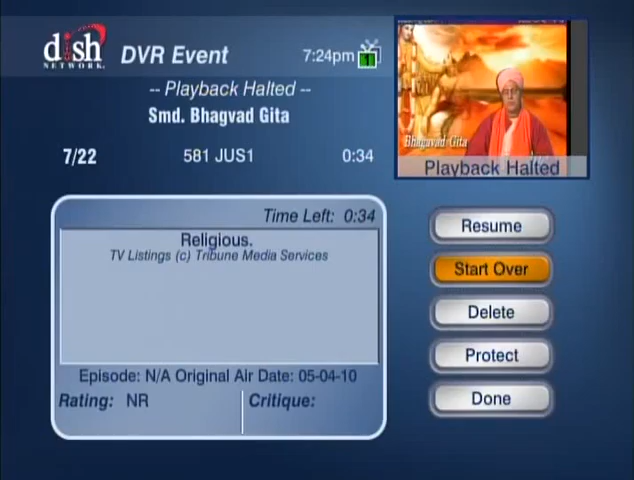 dish
NETWORK.
DVR Event
7:24pm
1
-- Playback Halted --
Smd. Bhagvad Gita
7/22 581 JUS1 0:34
Bhagavad Gita
Playback Halted
Time Left: 0:34
Religious.
TV Listings (c) Tribune Media Services
Episode: N/A Original Air Date: 05-04-10
Rating: NR
Critique:
Resume
Start Over
Delete
Protect
Done